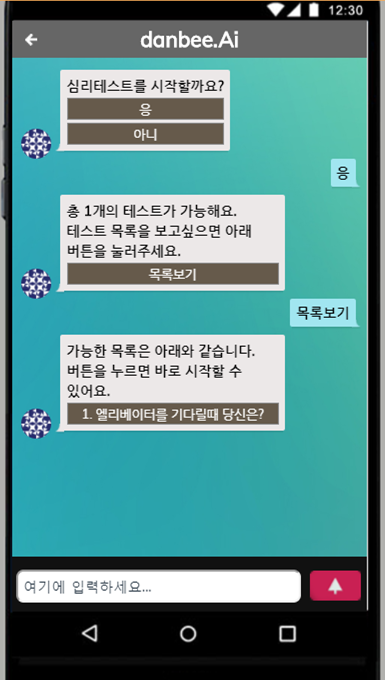 12:30
danbee.Ai
심리테스트를 시작할까요?
응
아니
응
총 1개의 테스트가 가능해요.
테스트 목록을 보고싶으면 아래
버튼을 눌러주세요.
목록보기
목록보기
가능한 목록은 아래와 같습니다.
버튼을 누르면 바로 시작할 수
있어요.
1. 엘리베이터를 기다릴때 당신은?
여기에 입력하세요...